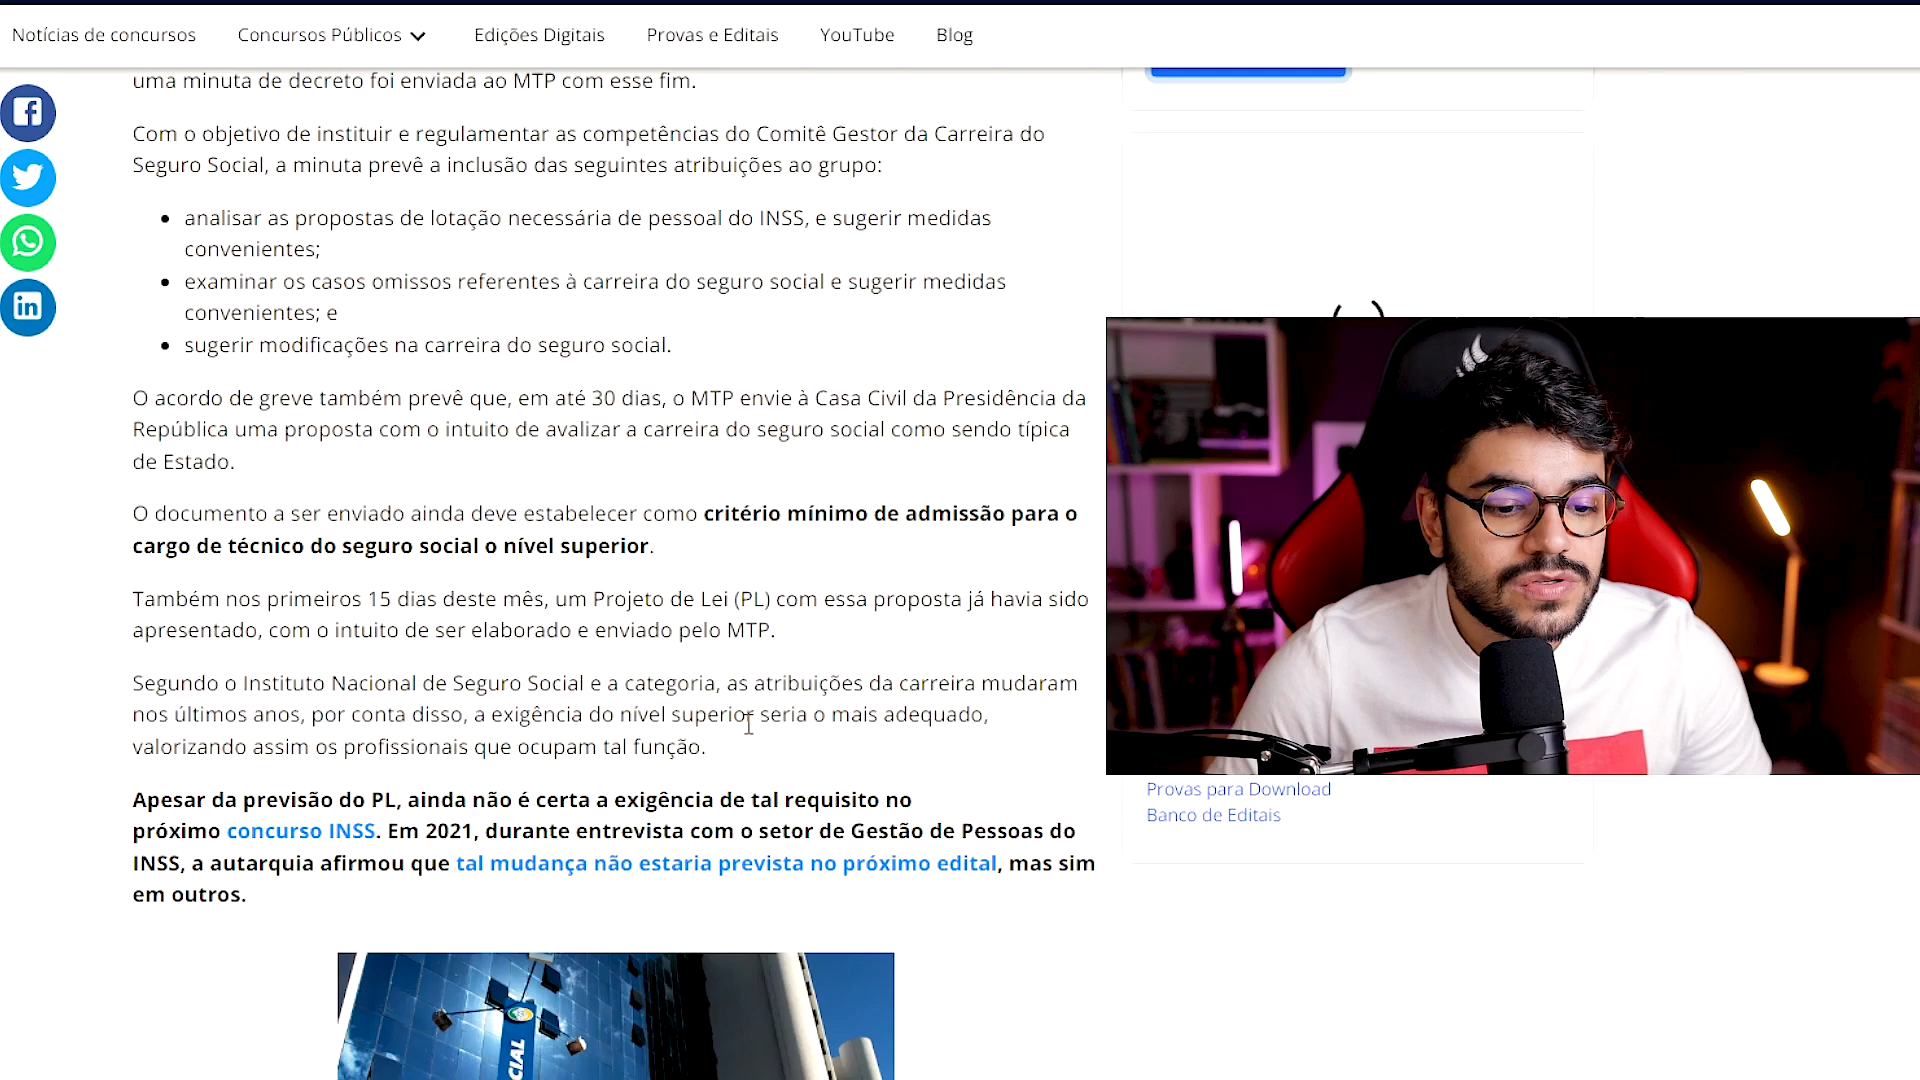 Notícias de concursos Concursos Públicos Edições Digitais Provas e Editais YouTube Blog
uma minuta de decreto foi enviada ao MTP com esse fim.
Com o objetivo de instituir e regulamentar as competências do Comitê Gestor da Carreira do
Seguro Social, a minuta prevê a inclusão das seguintes atribuições ao grupo:
• analisar as propostas de lotação necessária de pessoal do INSS, e sugerir medidas
convenientes;
• examinar os casos omissos referentes à carreira do seguro social e sugerir medidas
convenientes; e
• sugerir modificações na carreira do seguro social.
O acordo de greve também prevê que, em até 30 dias, o MTP envie à Casa Civil da Presidência da
República uma proposta com o intuito de avalizar a carreira do seguro social como sendo típica
de Estado.
O documento a ser enviado ainda deve estabelecer como critério mínimo de admissão para o
cargo de técnico do seguro social o nível superior.
Também nos primeiros 15 dias deste mês, um Projeto de Lei (PL) com essa proposta já havia sido
apresentado, com o intuito de ser elaborado e enviado pelo MTP.
Segundo o Instituto Nacional de Seguro Social e a categoria, as atribuições da carreira mudaram
nos últimos anos, por conta disso, a exigência do nível superior seria o mais adequado,
valorizando assim os profissionais que ocupam tal função.
Apesar da previsão do PL, ainda não é certa a exigência de tal requisito no
próximo concurso INSS. Em 2021, durante entrevista com o setor de Gestão de Pessoas do
INSS, a autarquia afirmou que tal mudança não estaria prevista no próximo edital, mas sim
em outros.
Provas para Download
Banco de Editais
CIAL